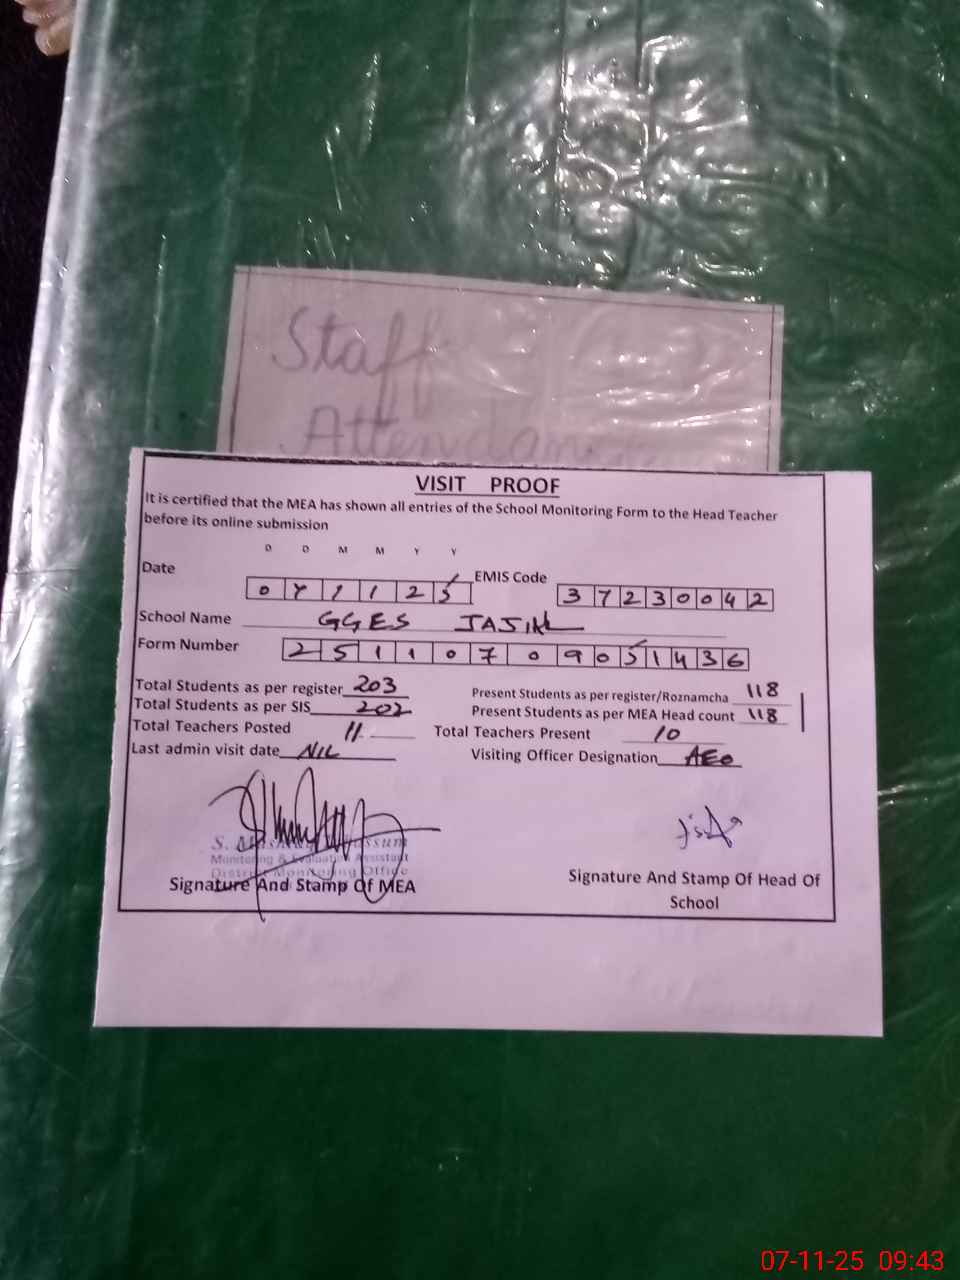 Staff
Attendance
VISIT PROOF
It is certified that the MEA has shown all entries of the School Monitoring Form to the Head Teacher
before its online submission
D D M M Y Y
Date 0 7 1 1 2 5 EMIS Code 3 7 2 3 0 0 4 2
School Name GGES JAJIAL
Form Number 2 5 1 1 0 7 0 9 0 5 1 4 3 6
Total Students as per register 203 Present Students as per register/Roznamcha 118
Total Students as per SIS 202 Present Students as per MEA Head count 118
Total Teachers Posted 11 Total Teachers Present 10
Last admin visit date NIL Visiting Officer Designation AEO
S.
Monitoring & Evaluation Assistant
District Monitoring Office
Signature And Stamp Of MEA Signature And Stamp Of Head Of
School
07-11-25 09:43